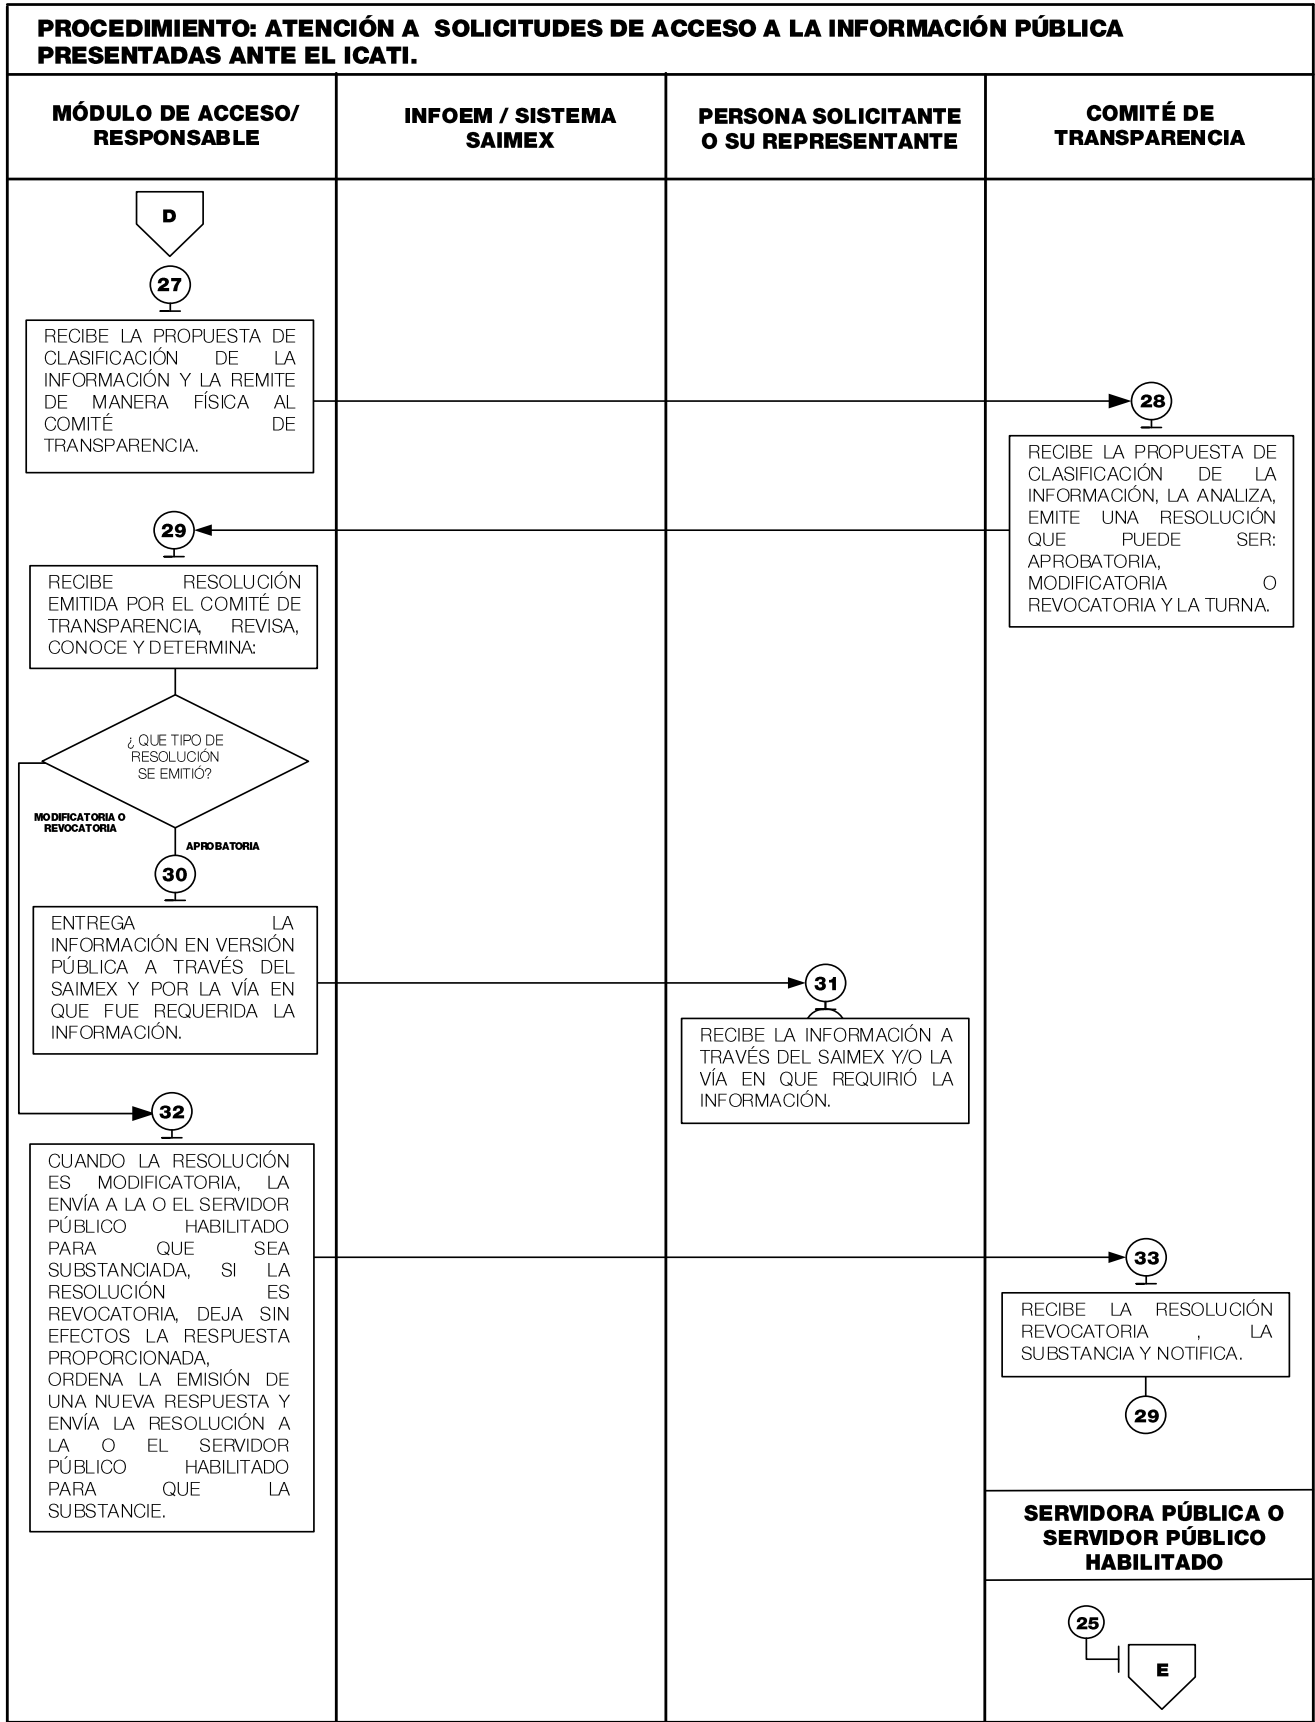 PROCEDIMIENTO: ATENCIÓN A SOLICITUDES DE ACCESO A LA INFORMACIÓN PÚBLICA
PRESENTADAS ANTE EL ICATI.
MÓDULO DE ACCESO/
RESPONSABLE
INFOEM / SISTEMA
SAIMEX
PERSONA SOLICITANTE
O SU REPRESENTANTE
COMITÉ DE
TRANSPARENCIA
D
27
RECIBE LA PROPUESTA DE
CLASIFICACIÓN DE LA
INFORMACIÓN Y LA REMITE
DE MANERA FÍSICA AL
COMITÉ DE
TRANSPARENCIA.
28
RECIBE LA PROPUESTA DE
CLASIFICACIÓN DE LA
INFORMACIÓN, LA ANALIZA,
EMITE UNA RESOLUCIÓN
QUE PUEDE SER:
APROBATORIA,
MODIFICATORIA O
REVOCATORIA Y LA TURNA.
29
RECIBE RESOLUCIÓN
EMITIDA POR EL COMITÉ DE
TRANSPARENCIA, REVISA,
CONOCE Y DETERMINA:
¿ QUE TIPO DE
RESOLUCIÓN
SE EMITIÓ?
MODIFICATORIA O
REVOCATORIA
APROBATORIA
30
ENTREGA LA
INFORMACIÓN EN VERSIÓN
PÚBLICA A TRAVÉS DEL
SAIMEX Y POR LA VÍA EN
QUE FUE REQUERIDA LA
INFORMACIÓN.
31
RECIBE LA INFORMACIÓN A
TRAVÉS DEL SAIMEX Y/O LA
VÍA EN QUE REQUIRIÓ LA
INFORMACIÓN.
32
CUANDO LA RESOLUCIÓN
ES MODIFICATORIA, LA
ENVÍA A LA O EL SERVIDOR
PÚBLICO HABILITADO
PARA QUE SEA
SUBSTANCIADA, SI LA
RESOLUCIÓN ES
REVOCATORIA, DEJA SIN
EFECTOS LA RESPUESTA
PROPORCIONADA,
ORDENA LA EMISIÓN DE
UNA NUEVA RESPUESTA Y
ENVÍA LA RESOLUCIÓN A
LA O EL SERVIDOR
PÚBLICO HABILITADO
PARA QUE LA
SUBSTANCIE.
33
RECIBE LA RESOLUCIÓN
REVOCATORIA , LA
SUBSTANCIA Y NOTIFICA.
29
SERVIDORA PÚBLICA O
SERVIDOR PÚBLICO
HABILITADO
25
E